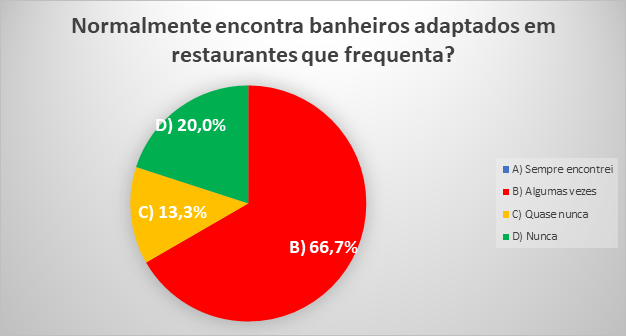 Normalmente encontra banheiros adaptados em
restaurantes que frequenta?
D) 20,0%
C) 13,3%
B) 66,7%
A) Sempre encontrei
B) Algumas vezes
C) Quase nunca
D) Nunca